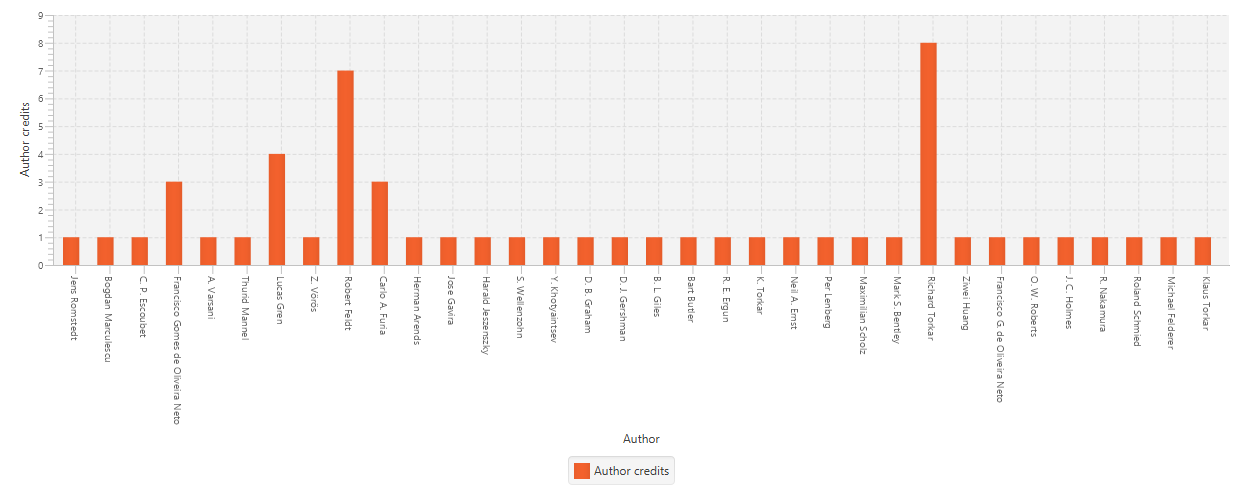 9
8
7
6
5
4
3
2
1
0
Author credits
Jens Romstedt
Bogdan Marculescu
C. P. Escoubet
Francisco Gomes de Oliveira Neto
A. Varsani
Thurid Mannel
Lucas Gren
Z. Vörös
Robert Feldt
Carlo A. Furia
Herman Arends
Jose Gavira
Harald Jeszenszky
S. Wellenzohn
Y. Khotyaintsev
D. B. Graham
D. J. Gershman
B. L. Giles
Bart Butler
R. E. Ergun
K. Torkar
Neil A. Ernst
Per Lenberg
Maximilian Scholz
Mark S. Bentley
Richard Torkar
Ziwei Huang
Francisco G. de Oliveira Neto
O. W. Roberts
J. C. Holmes
R. Nakamura
Roland Schmied
Michael Felderer
Klaus Torkar
Author
Author credits